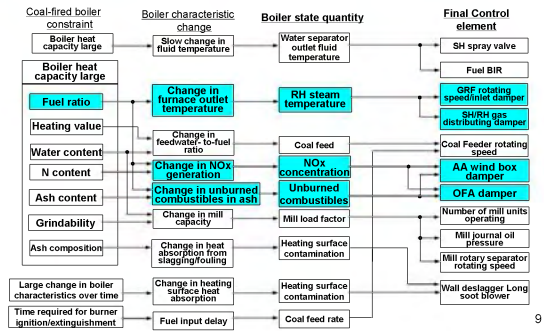 Coal-fired boiler
constraint
Boiler characteristic
change
Boiler state quantity
Final Control
element
Boiler heat
capacity large
Slow change in
fluid temperature
Water separator
outlet fluid
temperature
SH spray valve
Fuel BIR
Boiler heat
capacity large
Fuel ratio
Change in
furnace outlet
temperature
RH steam
temperature
GRF rotating
speed/inlet damper
SH/RH gas
distributing damper
Heating value
Change in
feedwater- to-fuel
ratio
Coal feed
Coal Feeder rotating
speed
Water content
N content
Change in NOx
generation
NOx
concentration
AA wind box
damper
Ash content
Change in unburned
combustibles in ash
Unburned
combustibles
OFA damper
Grindability
Change in mill
capacity
Mill load factor
Number of mill units
operating
Mill journal oil
pressure
Mill rotary separator
rotating speed
Ash composition
Change in heat
absorption from
slagging/fouling
Heating surface
contamination
Large change in boiler
characteristics over time
Change in heating
surface heat
absorption
Heating surface
contamination
Wall deslagger Long
soot blower
Time required for burner
ignition/extinguishment
Fuel input delay
Coal feed rate
9